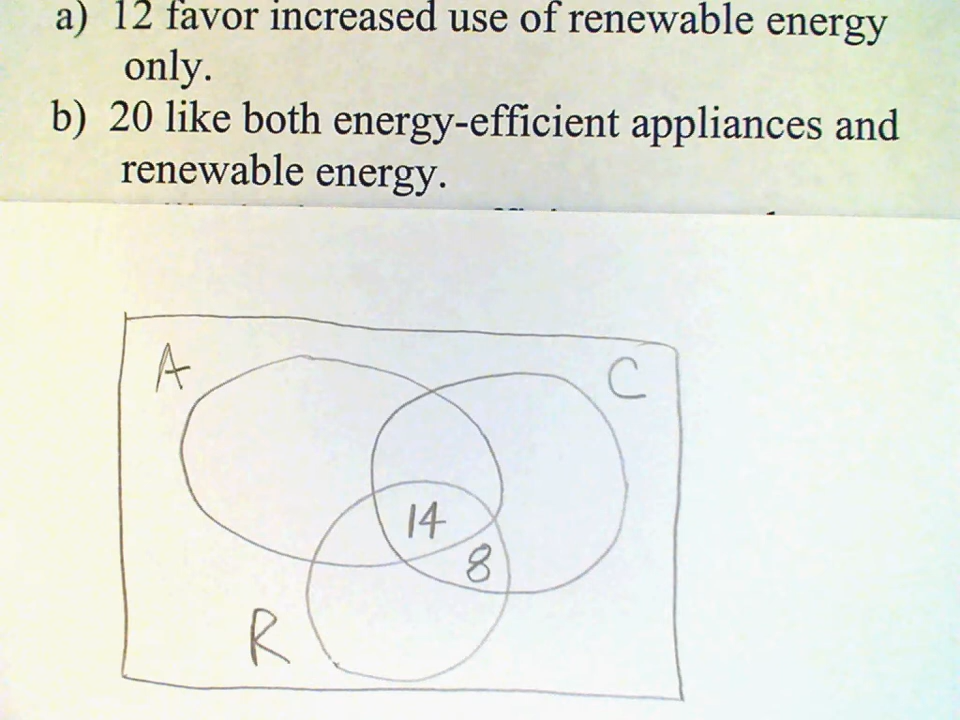 a) 12 favor increased use of renewable energy
only.
b) 20 like both energy-efficient appliances and
renewable energy.
A
C
14
8
R